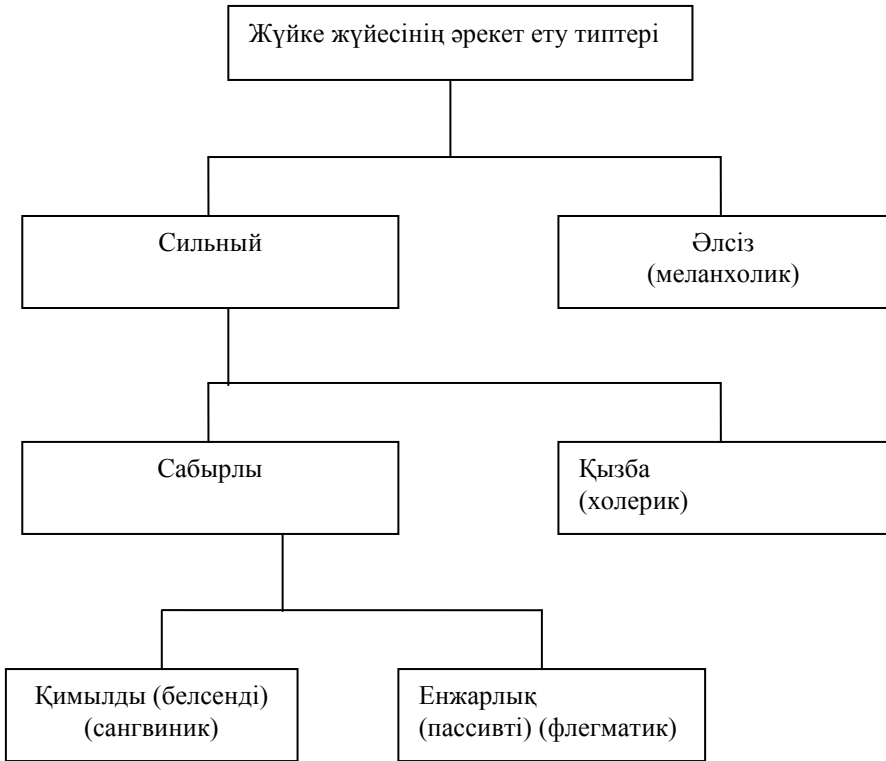 Жүйке жүйесінің әрекет ету типтері
Сильный
Әлсіз
(меланхолик)
Сабырлы
Қызба
(холерик)
Қимылды (белсенді)
(сангвиник)
Енжарлық
(пассивті) (флегматик)